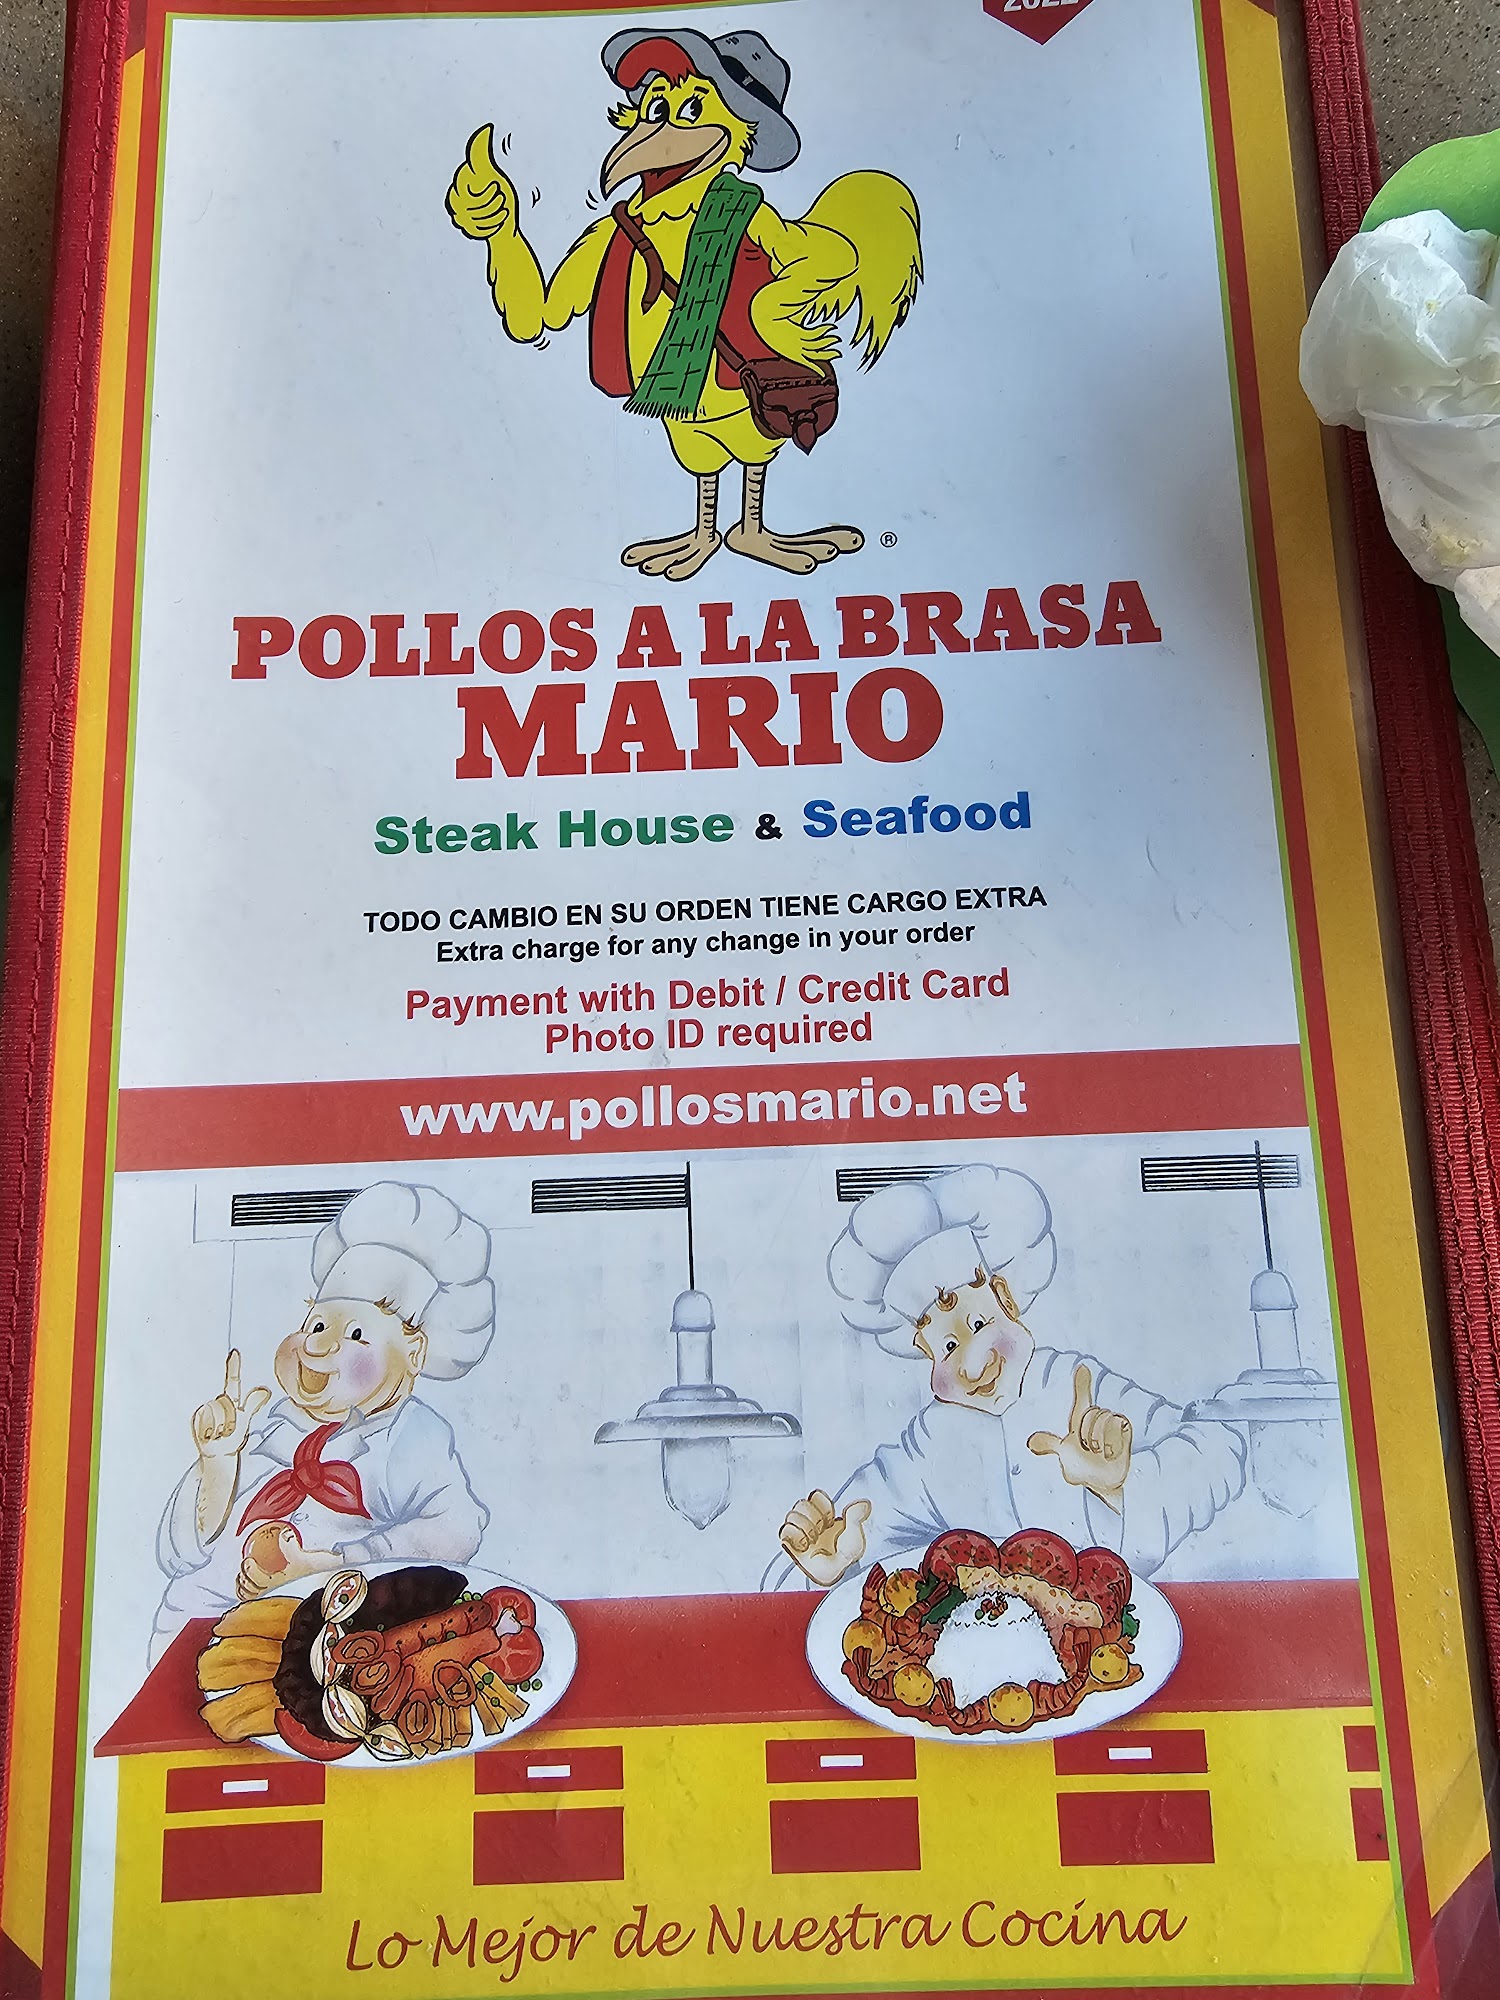 2022
®
POLLOS A LA BRASA
MARIO
Steak House & Seafood
TODO CAMBIO EN SU ORDEN TIENE CARGO EXTRA
Extra charge for any change in your order
Payment with Debit / Credit Card
Photo ID required
www.pollosmario.net
Lo Mejor de Nuestra Cocina